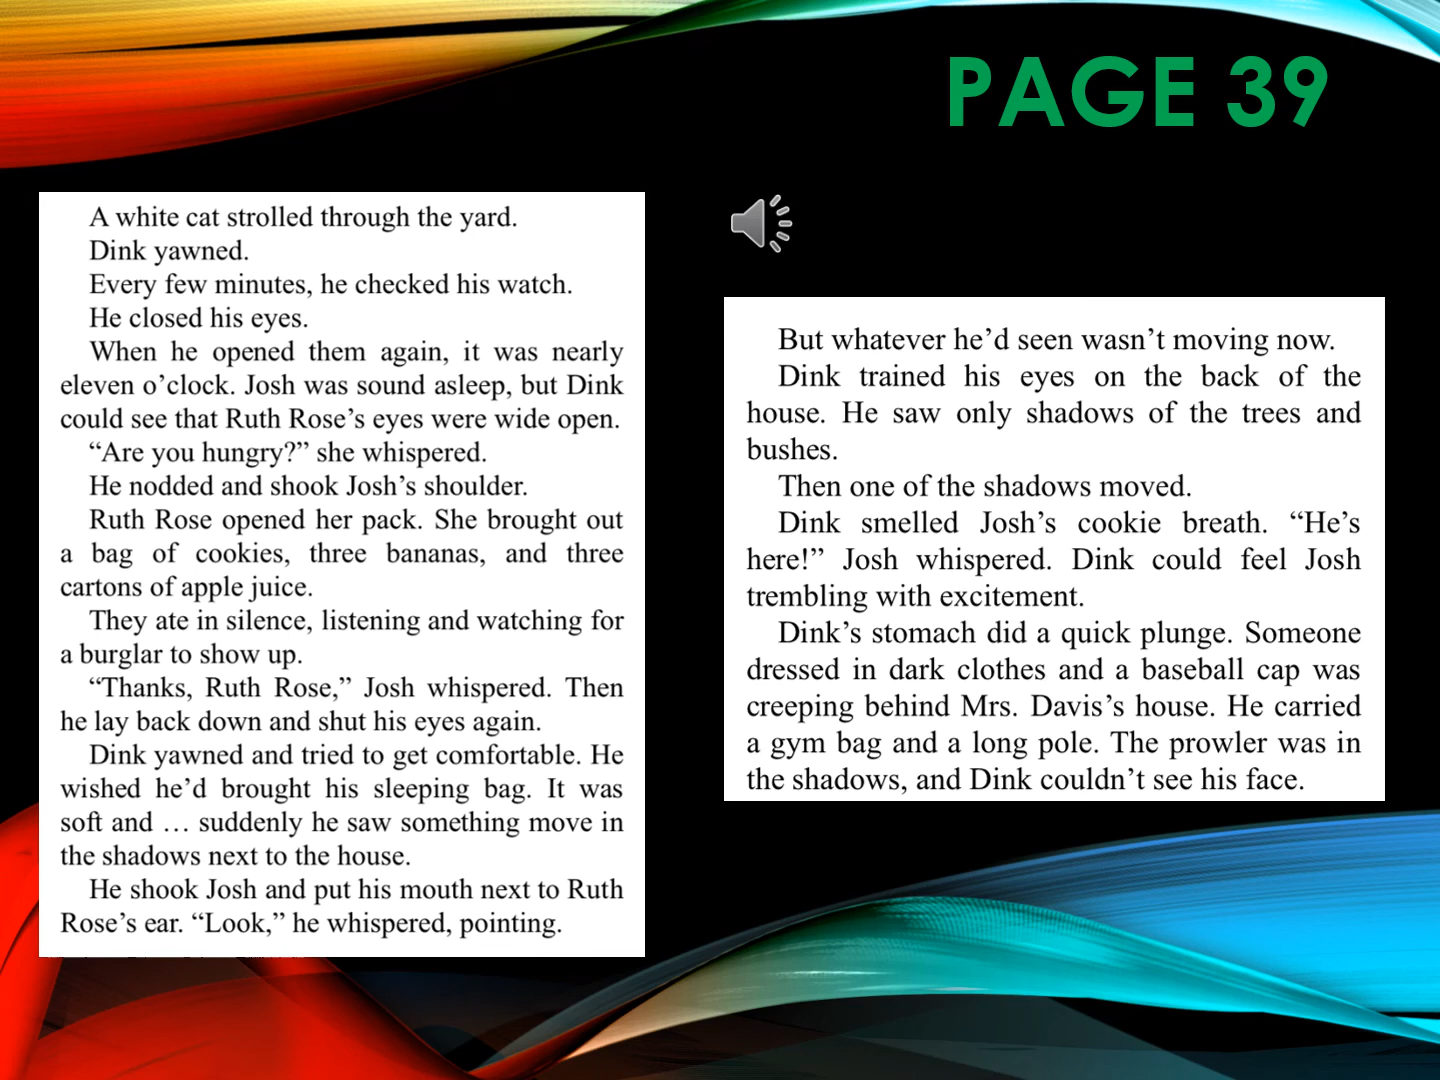 PAGE 39
A white cat strolled through the yard.
Dink yawned.
Every few minutes, he checked his watch.
He closed his eyes.
When he opened them again, it was nearly
eleven o’clock. Josh was sound asleep, but Dink
could see that Ruth Rose’s eyes were wide open.
“Are you hungry?” she whispered.
He nodded and shook Josh’s shoulder.
Ruth Rose opened her pack. She brought out
a bag of cookies, three bananas, and three
cartons of apple juice.
They ate in silence, listening and watching for
a burglar to show up.
“Thanks, Ruth Rose,” Josh whispered. Then
he lay back down and shut his eyes again.
Dink yawned and tried to get comfortable. He
wished he’d brought his sleeping bag. It was
soft and … suddenly he saw something move in
the shadows next to the house.
He shook Josh and put his mouth next to Ruth
Rose’s ear. “Look,” he whispered, pointing.
But whatever he’d seen wasn’t moving now.
Dink trained his eyes on the back of the
house. He saw only shadows of the trees and
bushes.
Then one of the shadows moved.
Dink smelled Josh’s cookie breath. “He’s
here!” Josh whispered. Dink could feel Josh
trembling with excitement.
Dink’s stomach did a quick plunge. Someone
dressed in dark clothes and a baseball cap was
creeping behind Mrs. Davis’s house. He carried
a gym bag and a long pole. The prowler was in
the shadows, and Dink couldn’t see his face.